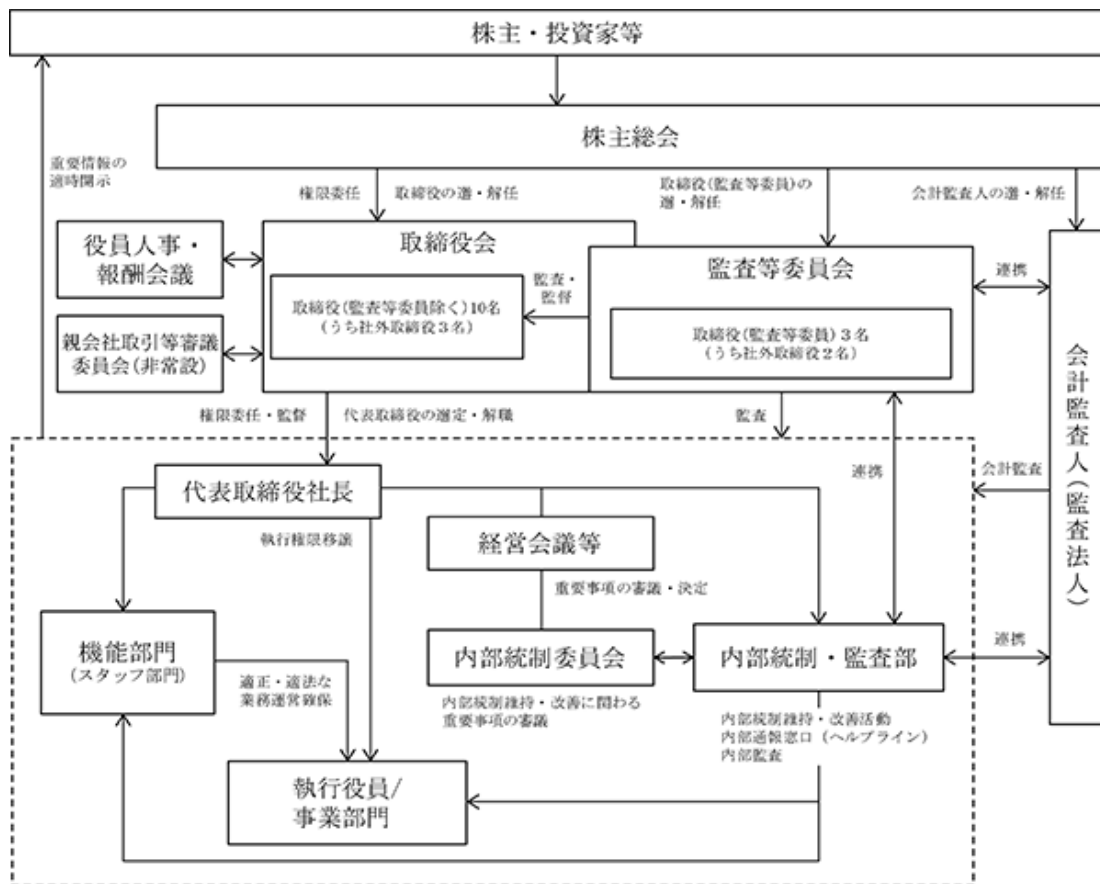 株主・投資家等
株主総会
重要情報の
適時開示
権限委任
取締役の選・解任
取締役(監査等委員)の
選・解任
会計監査人の選・解任
役員人事・
報酬会議
取締役会
監査等委員会
連携
監査・
監督
取締役(監査等委員除く)10名
(うち社外取締役3名)
取締役(監査等委員)3名
(うち社外取締役2名)
親会社取引等審議
委員会(非常設)
会計監査人(監査法人)
権限委任・監督
代表取締役の選定・解職
監査
連携
会計監査
代表取締役社長
執行権限移譲
経営会議等
重要事項の審議・決定
機能部門
(スタッフ部門)
内部統制委員会
内部統制・監査部
連携
適正・適法な
業務運営確保
内部統制維持・改善に関わる
重要事項の審議
内部統制維持・改善活動
内部通報窓口(ヘルプライン)
内部監査
執行役員/
事業部門